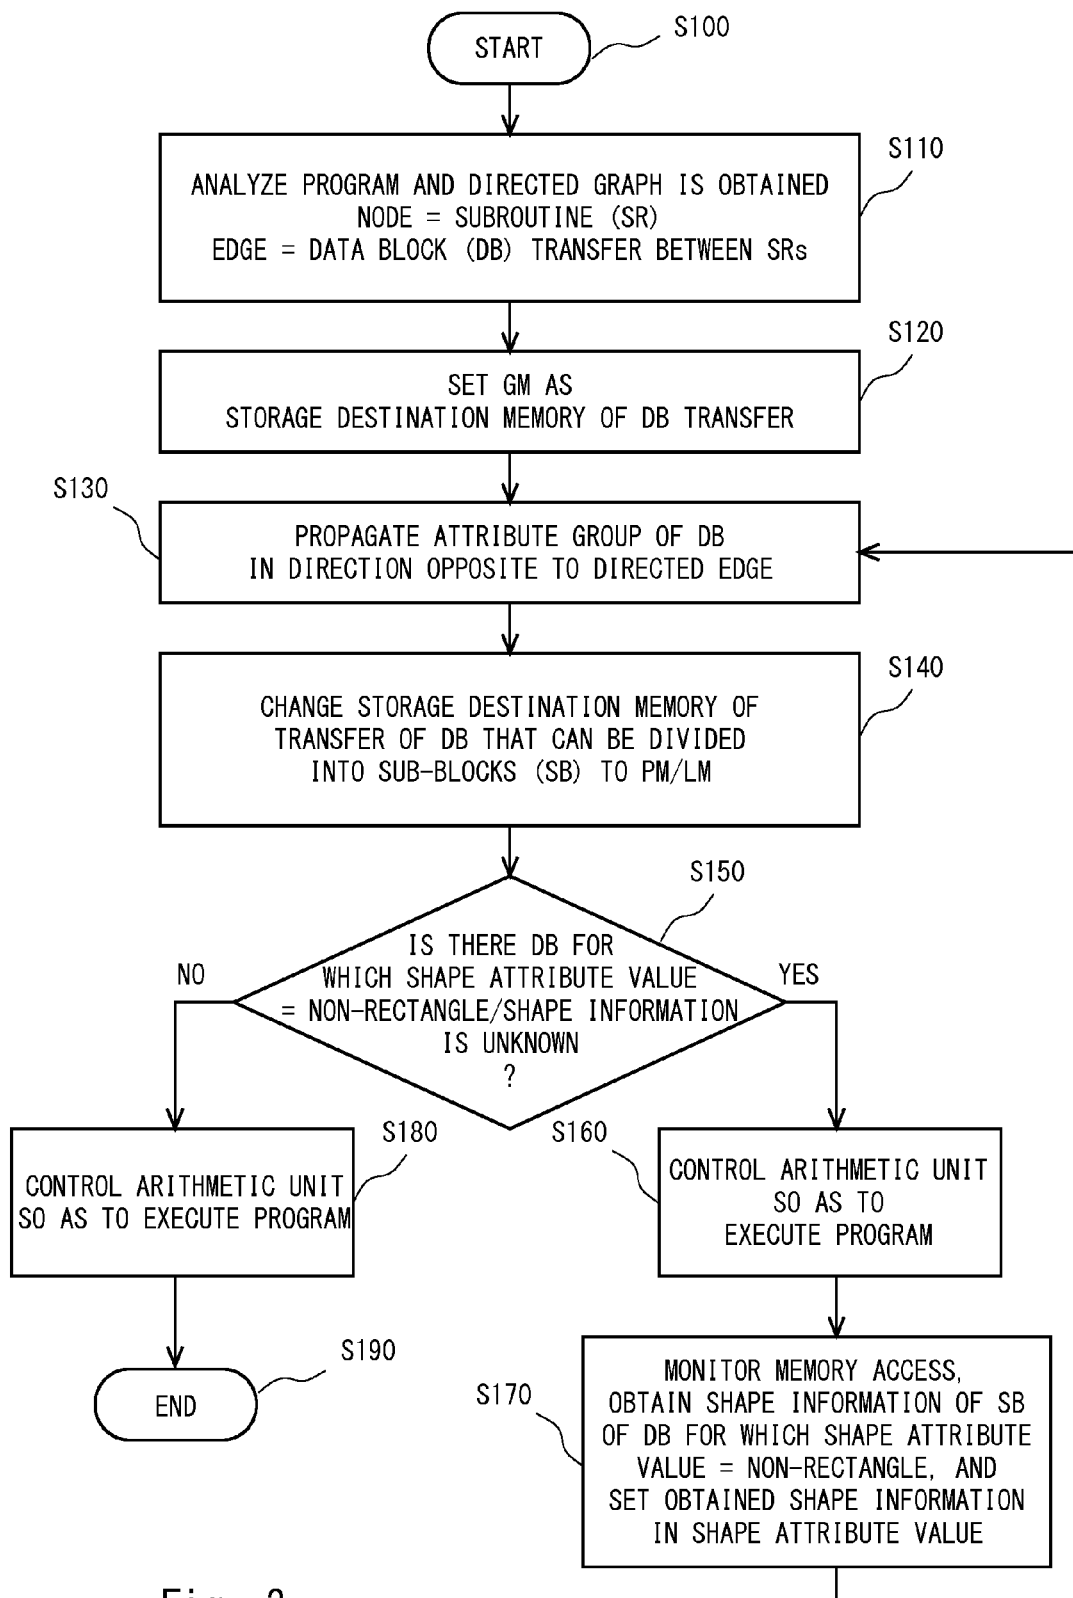 START
S100
S110
ANALYZE PROGRAM AND DIRECTED GRAPH IS OBTAINED
NODE = SUBROUTINE (SR)
EDGE = DATA BLOCK (DB) TRANSFER BETWEEN SRs
S120
SET GM AS
STORAGE DESTINATION MEMORY OF DB TRANSFER
S130
PROPAGATE ATTRIBUTE GROUP OF DB
IN DIRECTION OPPOSITE TO DIRECTED EDGE
S140
CHANGE STORAGE DESTINATION MEMORY OF
TRANSFER OF DB THAT CAN BE DIVIDED
INTO SUB-BLOCKS (SB) TO PM/LM
S150
IS THERE DB FOR
WHICH SHAPE ATTRIBUTE VALUE
= NON-RECTANGLE/SHAPE INFORMATION
IS UNKNOWN
?
NO
YES
S180
CONTROL ARITHMETIC UNIT
SO AS TO EXECUTE PROGRAM
S160
CONTROL ARITHMETIC UNIT
SO AS TO
EXECUTE PROGRAM
S190
END
S170
MONITOR MEMORY ACCESS,
OBTAIN SHAPE INFORMATION OF SB
OF DB FOR WHICH SHAPE ATTRIBUTE
VALUE = NON-RECTANGLE, AND
SET OBTAINED SHAPE INFORMATION
IN SHAPE ATTRIBUTE VALUE